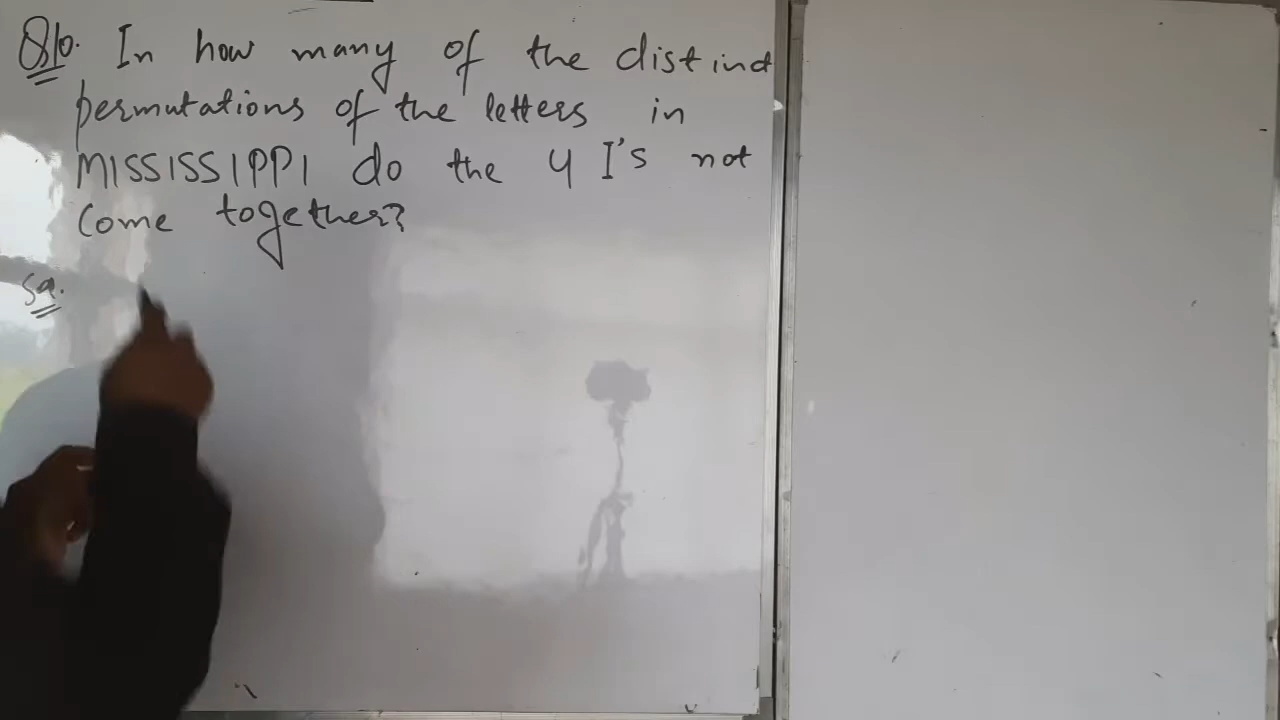 Q10. In how many of the distinct
permutations of the letters in
MISSISSIPPI do the 4 I's not
come together?
Sol.